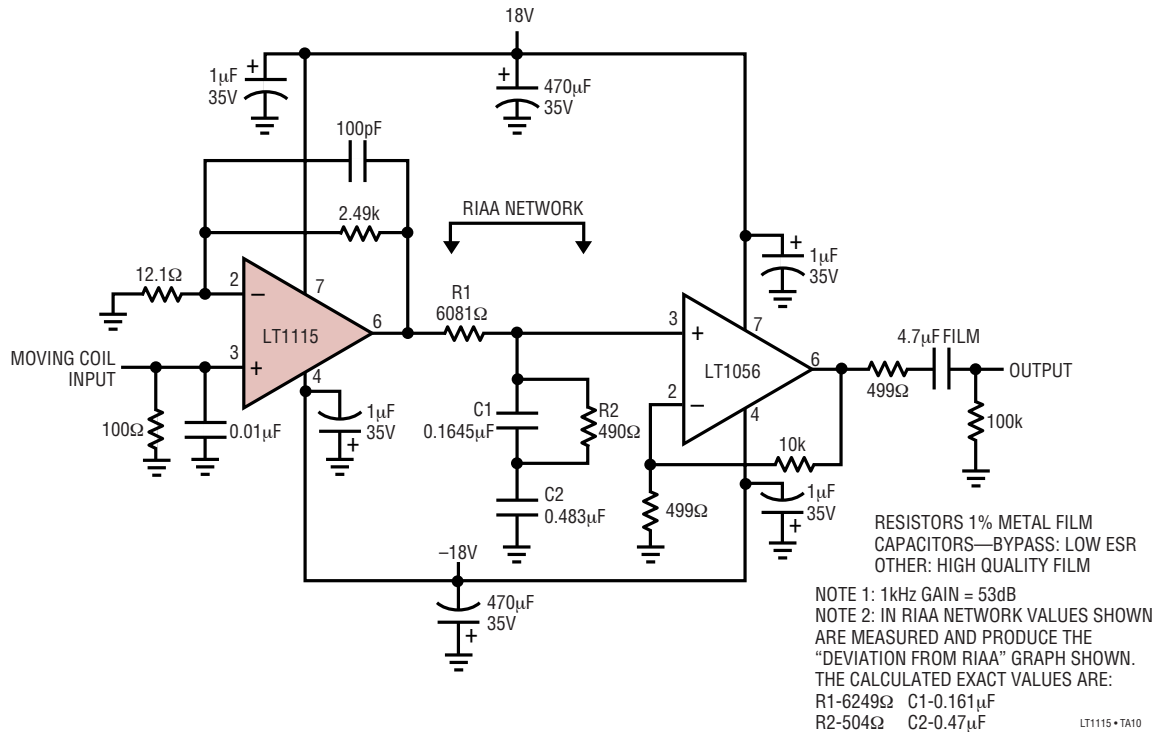 18V
1µF
35V
+
+
470µF
35V
100pF
2.49k
RIAA NETWORK
+
1µF
35V
12.1Ω
2
–
7
LT1115
6
R1
6081Ω
3
+
7
MOVING COIL
INPUT
3
+
4
LT1056
6
4.7µF FILM
499Ω
OUTPUT
2
–
4
100Ω
0.01µF
1µF
35V
+
C1
0.1645µF
R2
490Ω
100k
10k
C2
0.483µF
499Ω
1µF
35V
+
–18V
470µF
35V
+
RESISTORS 1% METAL FILM
CAPACITORS—BYPASS: LOW ESR
OTHER: HIGH QUALITY FILM
NOTE 1: 1kHz GAIN = 53dB
NOTE 2: IN RIAA NETWORK VALUES SHOWN
ARE MEASURED AND PRODUCE THE
“DEVIATION FROM RIAA” GRAPH SHOWN.
THE CALCULATED EXACT VALUES ARE:
R1-6249Ω C1-0.161µF
R2-504Ω C2-0.47µF
LT1115 • TA10